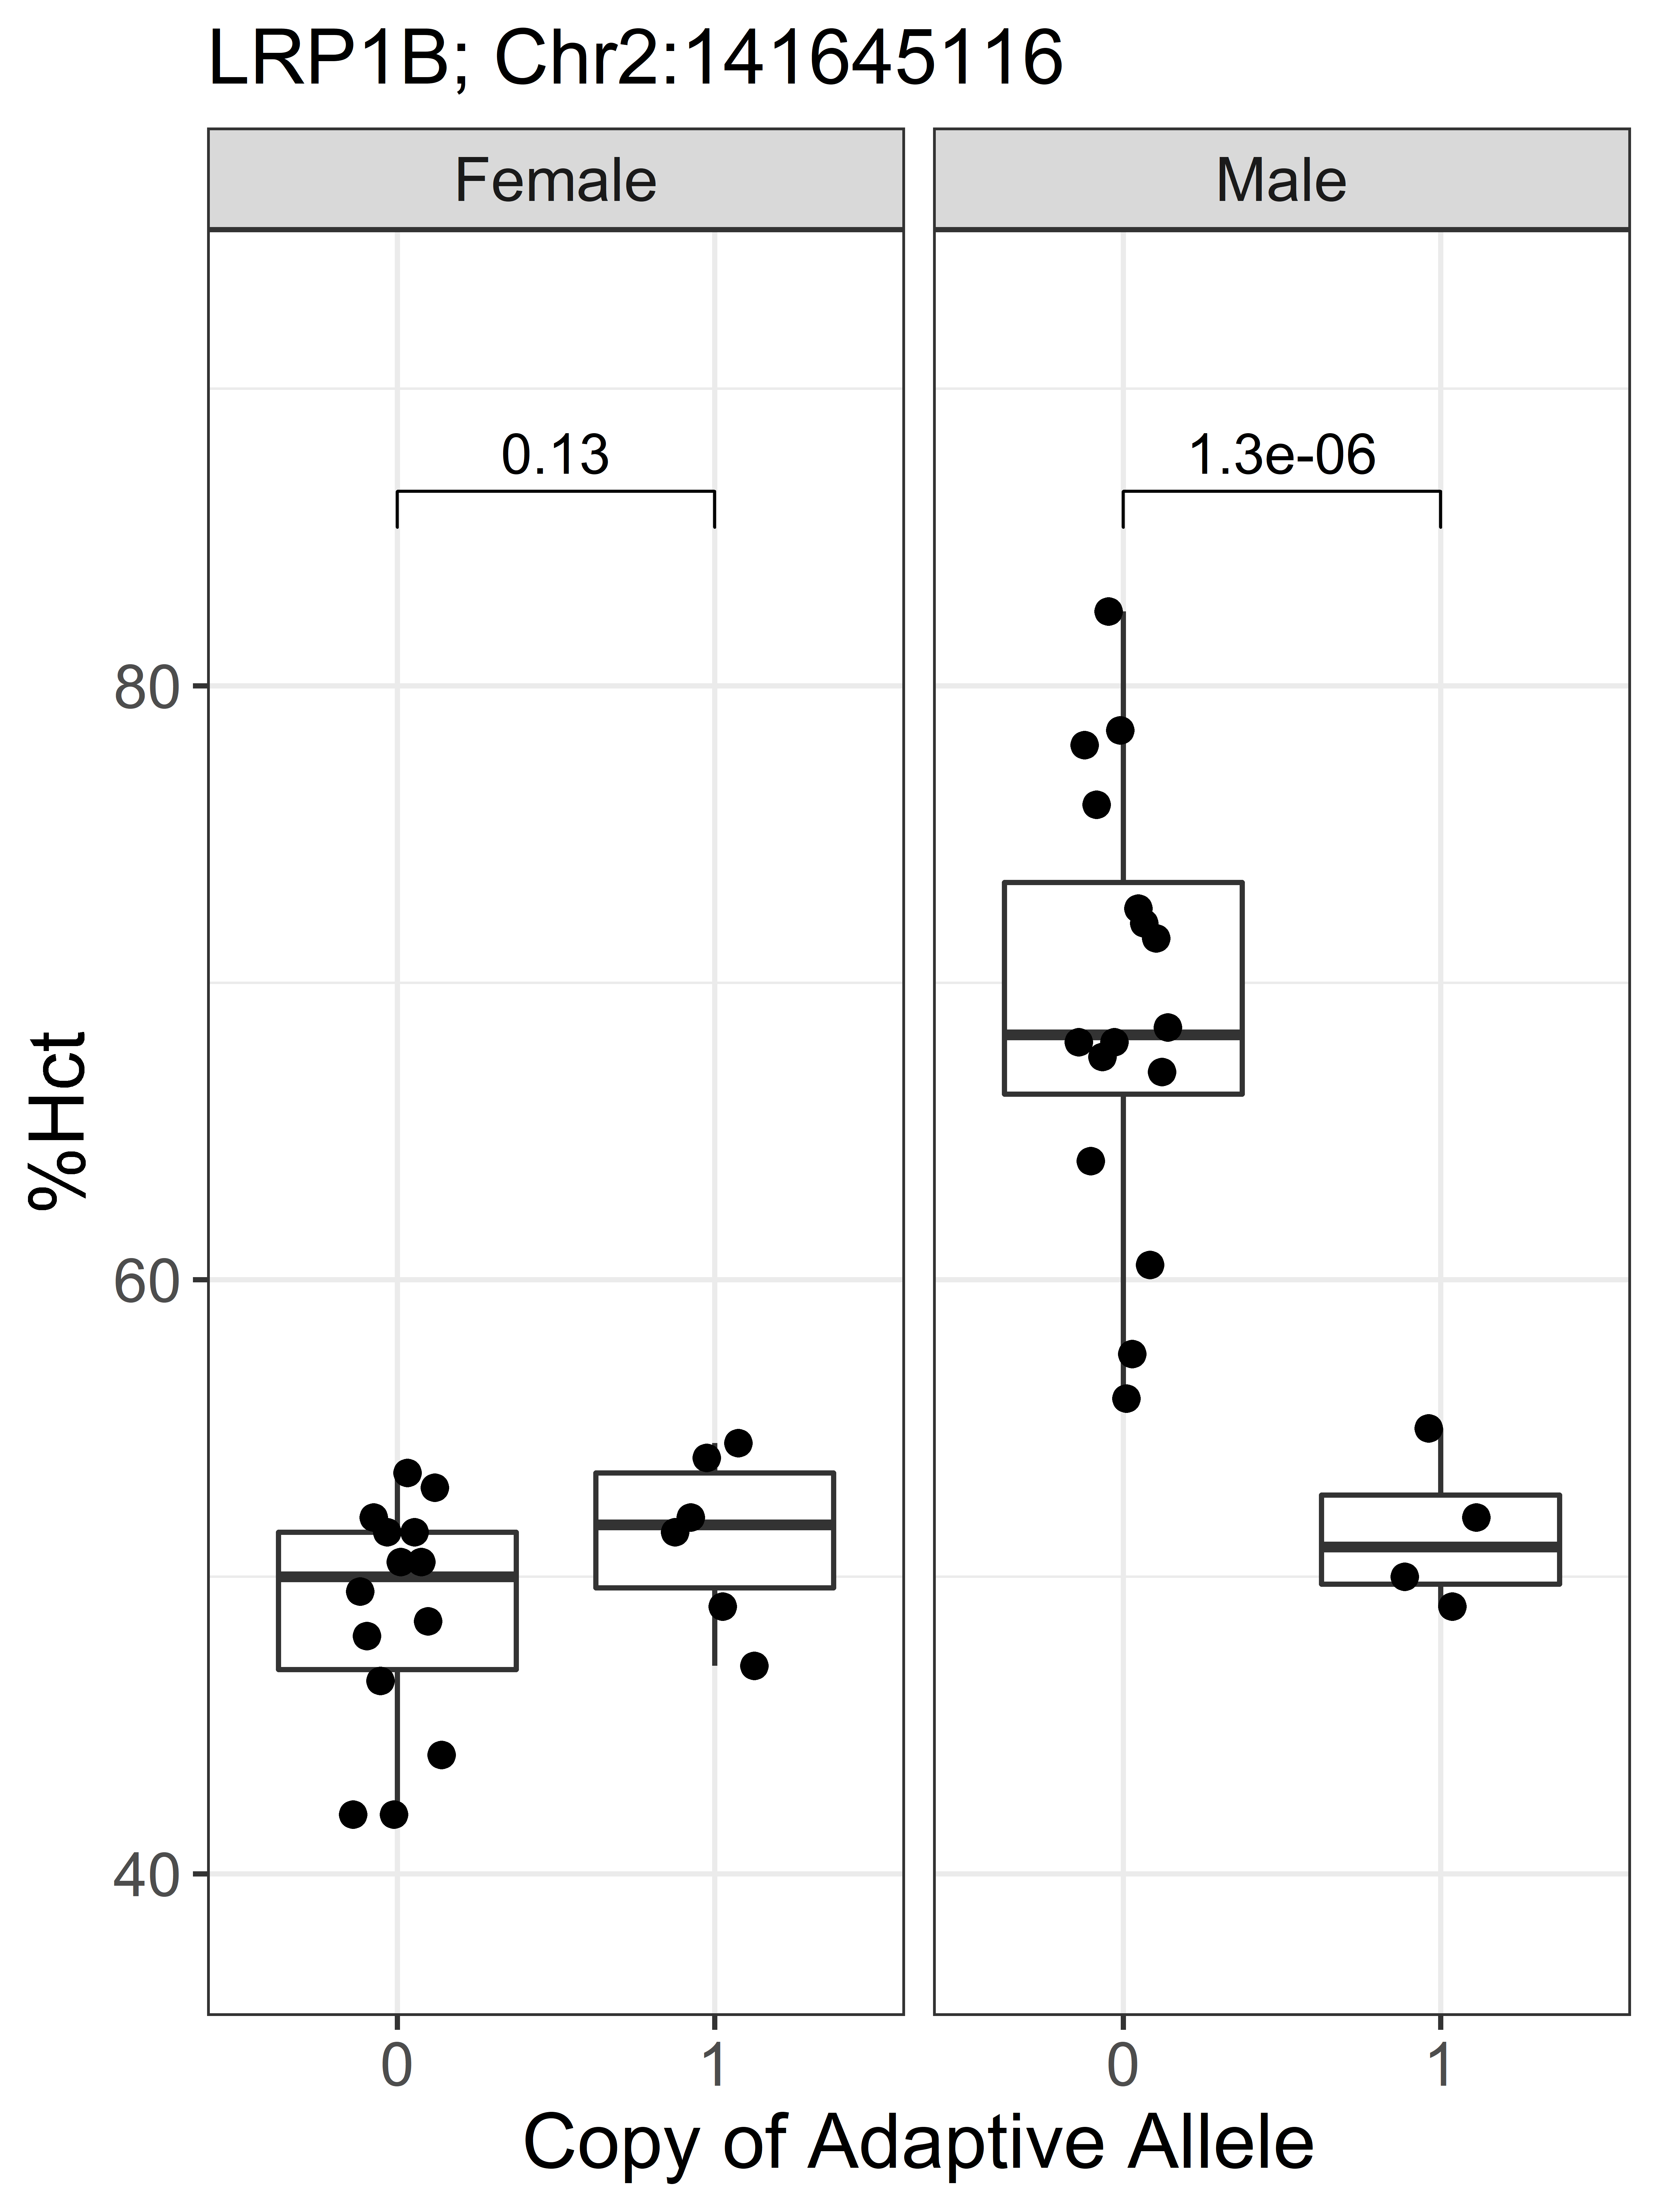 LRP1B; Chr2:141645116
Female
Male
0.13
1.3e-06
80
60
40
%Hct
0 1 0 1
Copy of Adaptive Allele